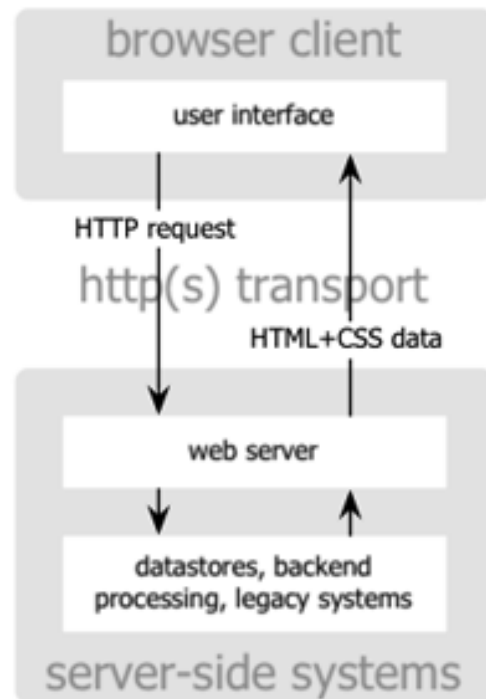 browser client
user interface
HTTP request
http(s) transport
HTML+CSS data
web server
datastores, backend
processing, legacy systems
server-side systems